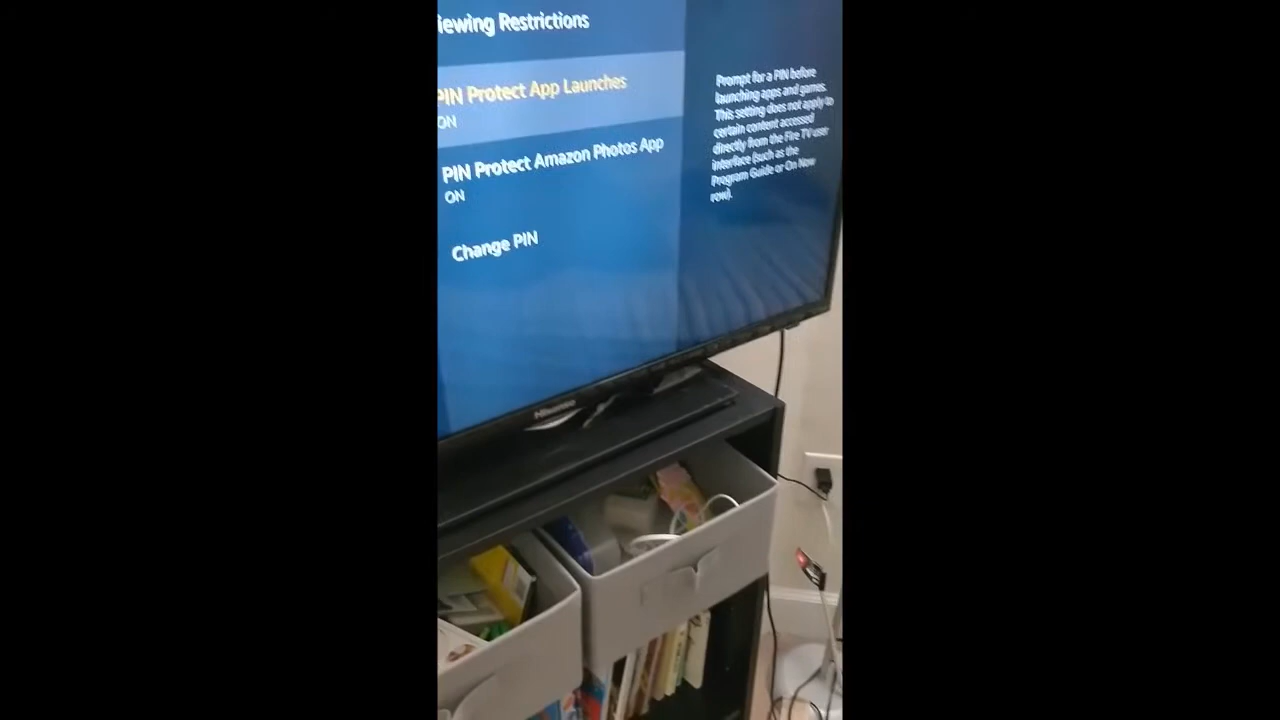 iewing Restrictions
PIN Protect App Launches
ON
PIN Protect Amazon Photos App
ON
Change PIN
Prompt for a PIN before
launching apps and games.
This setting does not apply to
certain content accessed
directly from the Fire TV user
interface (such as the
Program Guide or On Now
row).
Hisense